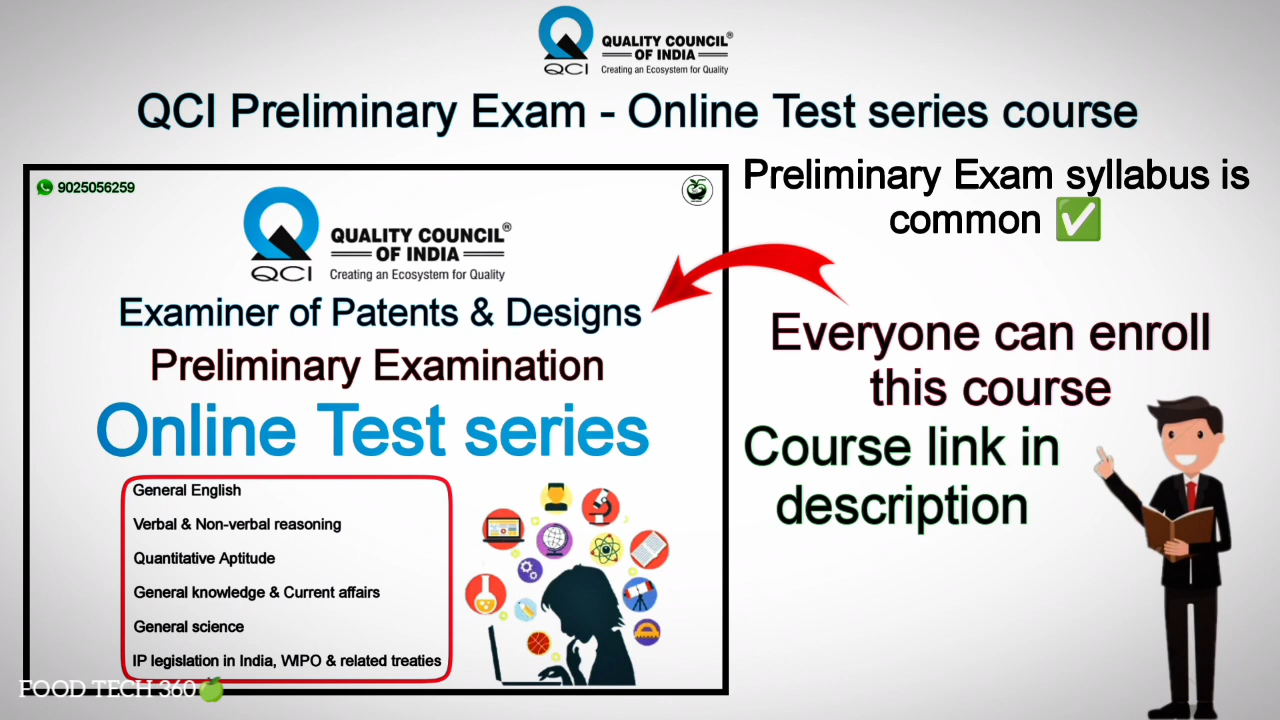 QUALITY COUNCIL®
OF INDIA
QCI
Creating an Ecosystem for Quality
QCI Preliminary Exam - Online Test series course
9025056259
QUALITY COUNCIL®
OF INDIA
QCI
Creating an Ecosystem for Quality
Examiner of Patents & Designs
Preliminary Examination
Online Test series
General English
Verbal & Non-verbal reasoning
Quantitative Aptitude
General knowledge & Current affairs
General science
IP legislation in India, WIPO & related treaties
FOOD TECH 360🍏
Preliminary Exam syllabus is
common ✅
Everyone can enroll
this course
Course link in
description